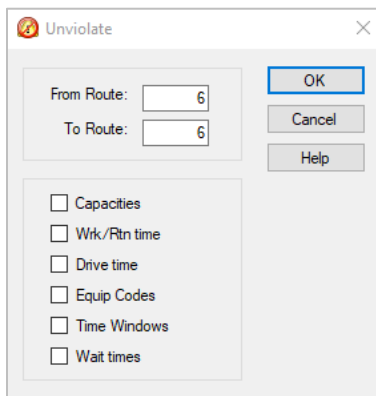 Unviolate
From Route: 6
To Route: 6
OK
Cancel
Help
Capacities
Wrk/Rtn time
Drive time
Equip Codes
Time Windows
Wait times